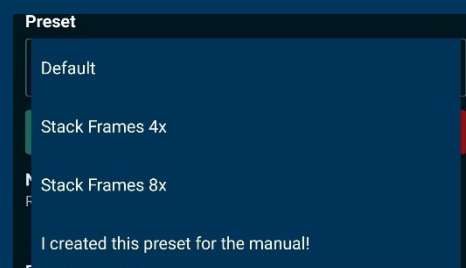 Preset
Default
Stack Frames 4x
Stack Frames 8x
I created this preset for the manual!